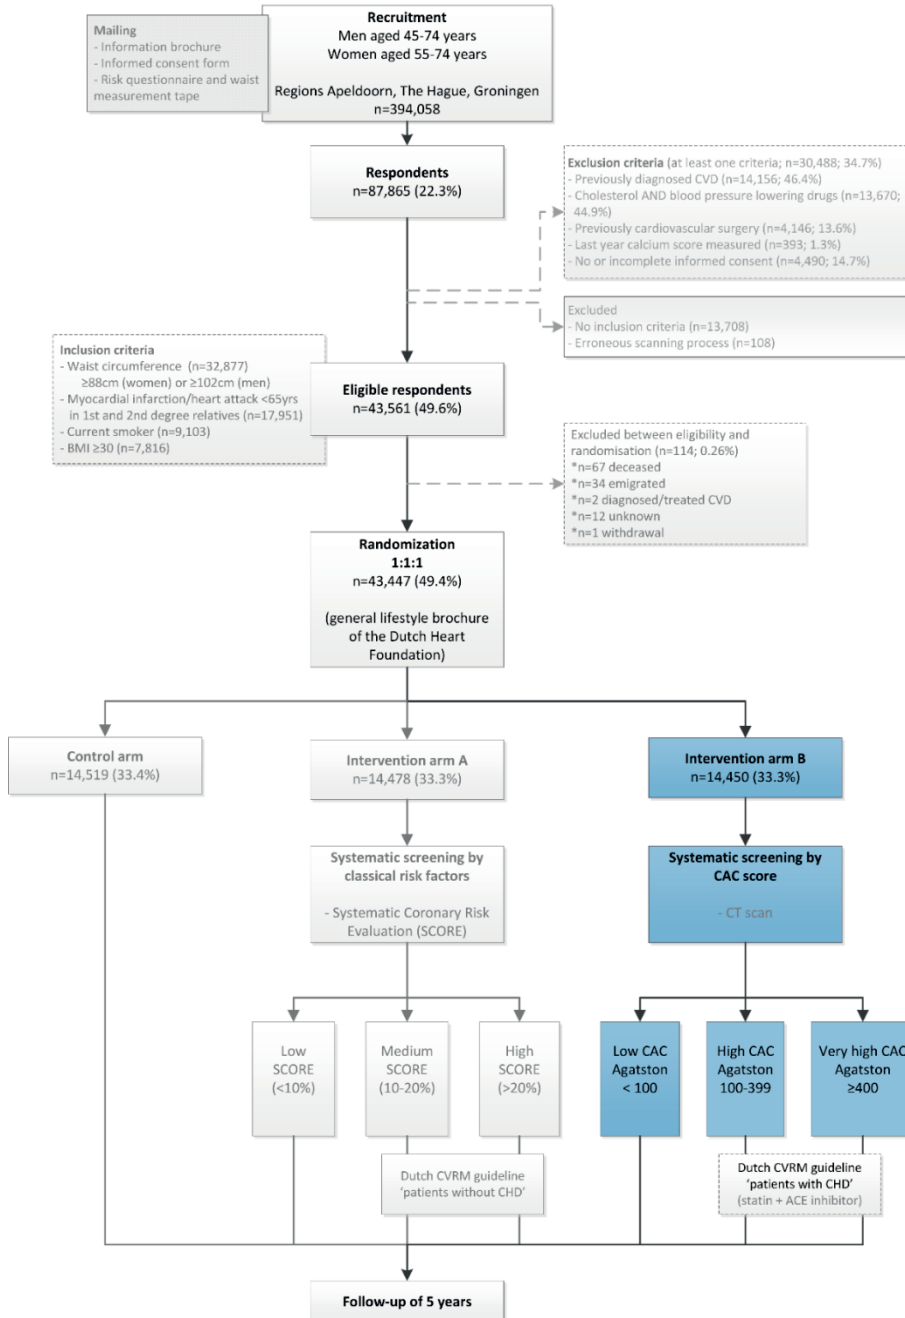 Recruitment
Men aged 45-74 years
Women aged 55-74 years
Regions Apeldoorn, The Hague, Groningen
n=394,058
Mailing
- Information brochure
- Informed consent form
- Risk questionnaire and waist
measurement tape
Respondents
n=87,865 (22.3%)
Exclusion criteria (at least one criteria; n=30,488; 34.7%)
- Previously diagnosed CVD (n=14,156; 46.4%)
- Cholesterol AND blood pressure lowering drugs (n=13,670;
44.9%)
- Previously cardiovascular surgery (n=4,146; 13.6%)
- Last year calcium score measured (n=393; 1.3%)
- No or incomplete informed consent (n=4,490; 14.7%)
Excluded
- No inclusion criteria (n=13,708)
- Erroneous scanning process (n=108)
Inclusion criteria
- Waist circumference (n=32,877)
≥88cm (women) or ≥102cm (men)
- Myocardial infarction/heart attack <65yrs
in 1st and 2nd degree relatives (n=17,951)
- Current smoker (n=9,103)
- BMI ≥30 (n=7,816)
Eligible respondents
n=43,561 (49.6%)
Excluded between eligibility and
randomisation (n=114; 0.26%)
*n=67 deceased
*n=34 emigrated
*n=2 diagnosed/treated CVD
*n=12 unknown
*n=1 withdrawal
Randomization
1:1:1
n=43,447 (49.4%)
(general lifestyle brochure
of the Dutch Heart
Foundation)
Control arm
n=14,519 (33.4%)
Intervention arm A
n=14,478 (33.3%)
Intervention arm B
n=14,450 (33.3%)
Systematic screening by
classical risk factors
- Systematic Coronary Risk
Evaluation (SCORE)
Systematic screening by
CAC score
- CT scan
Low
SCORE
(<10%)
Medium
SCORE
(10-20%)
High
SCORE
(>20%)
Low CAC
Agatston
< 100
High CAC
Agatston
100-399
Very high CAC
Agatston
≥400
Dutch CVRM guideline
'patients without CHD'
Dutch CVRM guideline
'patients with CHD'
(statin + ACE inhibitor)
Follow-up of 5 years